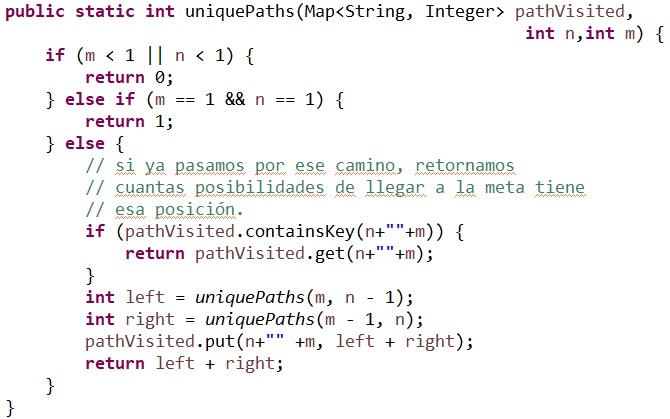 public static int uniquePaths(Map<String, Integer> pathVisited,
int n,int m) {
if (m < 1 || n < 1) {
return 0;
} else if (m == 1 && n == 1) {
return 1;
} else {
// si ya pasamos por ese camino, retornamos
// cuantas posibilidades de llegar a la meta tiene
// esa posición.
if (pathVisited.containsKey(n+""+m)) {
return pathVisited.get(n+""+m);
}
int left = uniquePaths(m, n - 1);
int right = uniquePaths(m - 1, n);
pathVisited.put(n+"" +m, left + right);
return left + right;
}
}